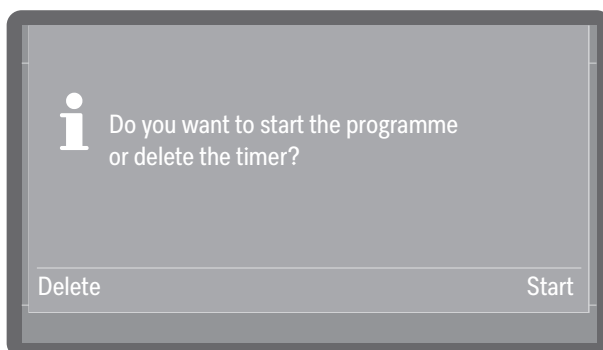 Do you want to start the programme
or delete the timer?
Delete
Start